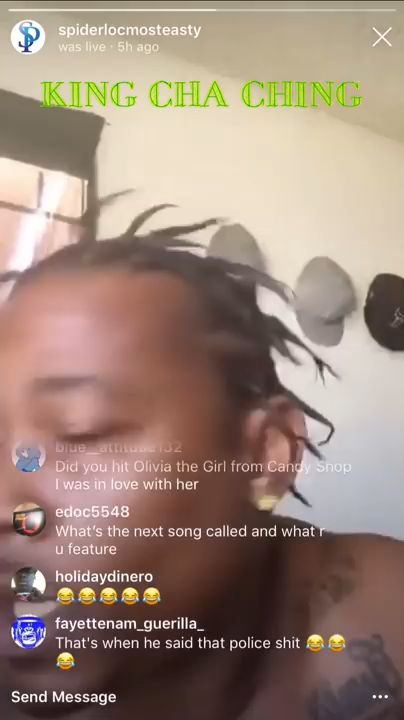 spiderlocmosteasty
was live · 5h ago
KING CHA CHING
blue__attitude132
Did you hit Olivia the Girl from Candy Shop
I was in love with her
edoc5548
What's the next song called and what r
u feature
holidaydinero
😂😂😂😂😂
fayettenam_guerilla_
That's when he said that police shit 😂😂
😂
Send Message